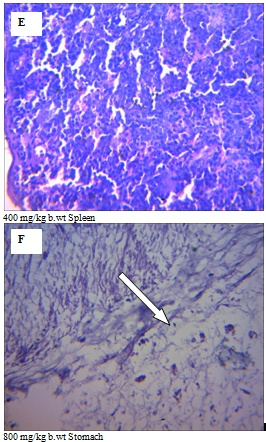 E
400 mg/kg b.wt Spleen
F
800 mg/kg b.wt Stomach